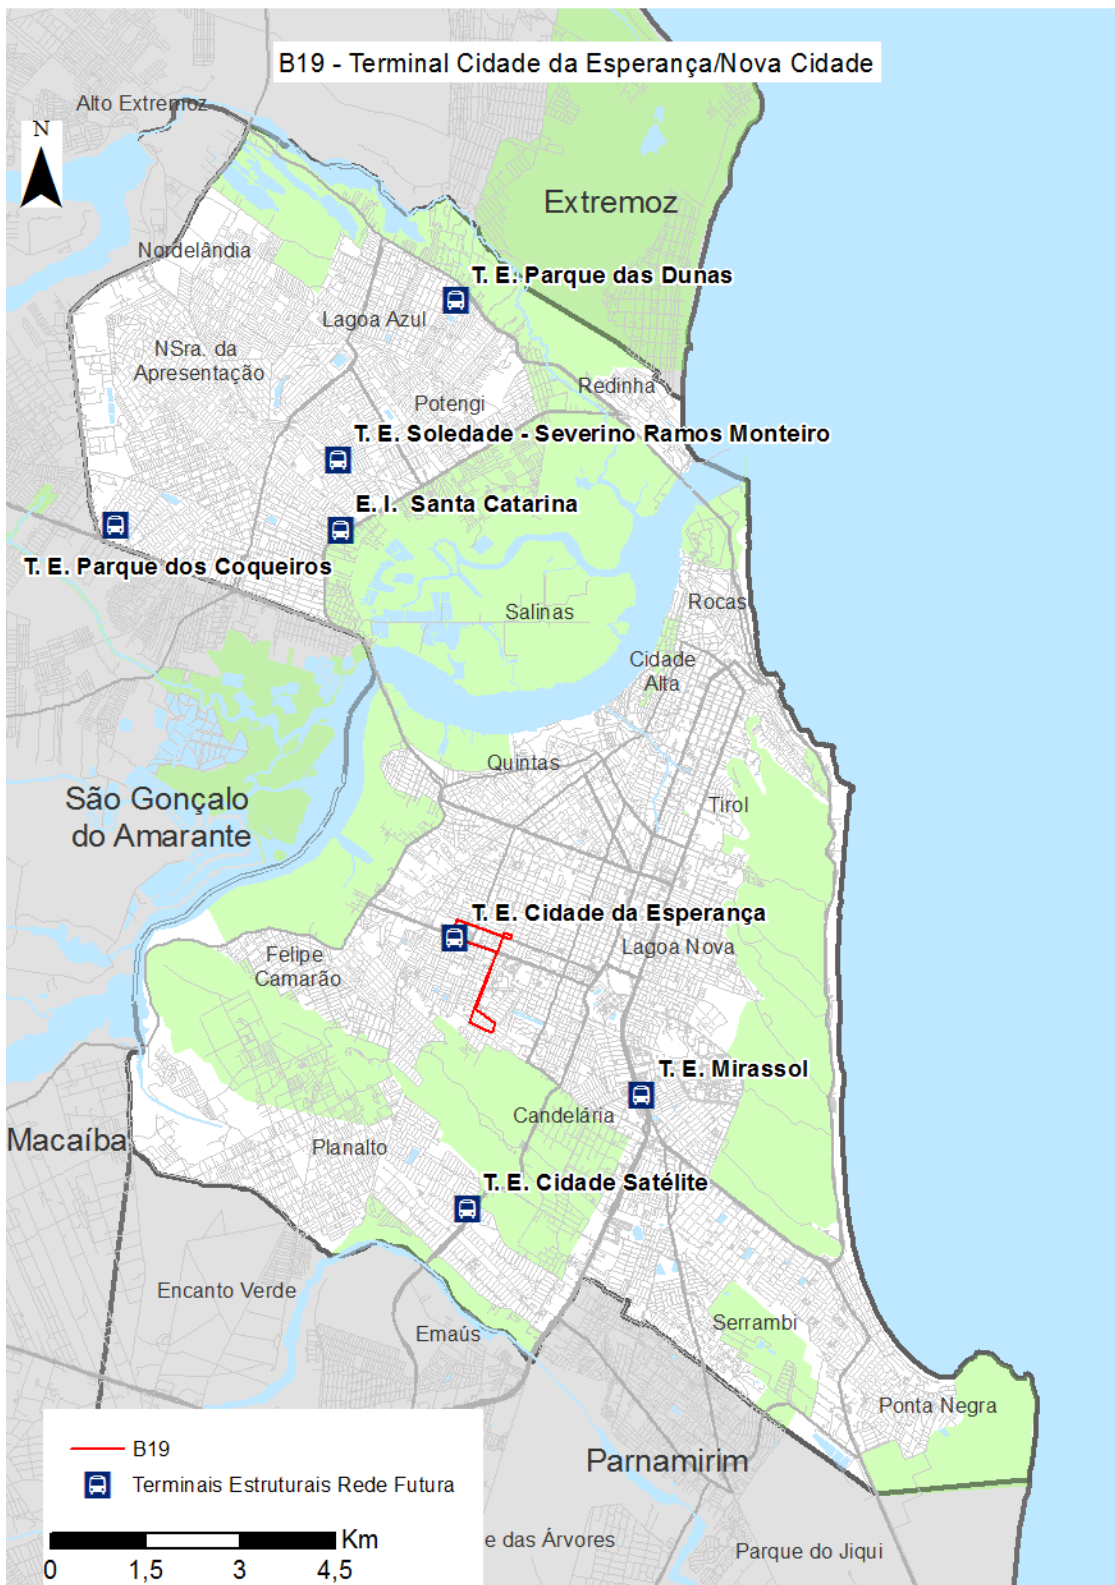 B19 - Terminal Cidade da Esperança/Nova Cidade
Alto Extremoz
N
Extremoz
Nordelândia
T. E. Parque das Dunas
Lagoa Azul
NSra. da
Apresentação
Redinha
Potengi
T. E. Soledade - Severino Ramos Monteiro
E. I. Santa Catarina
T. E. Parque dos Coqueiros
Salinas
Rocas
Cidade
Alta
Quintas
São Gonçalo
do Amarante
Tirol
T. E. Cidade da Esperança
Lagoa Nova
Felipe
Camarão
T. E. Mirassol
Candelária
Macaíba
Planalto
T. E. Cidade Satélite
Encanto Verde
Emaús
Serrambi
Ponta Negra
Parnamirim
B19
Terminais Estruturais Rede Futura
Km
0 1,5 3 4,5
e das Árvores
Parque do Jiqui